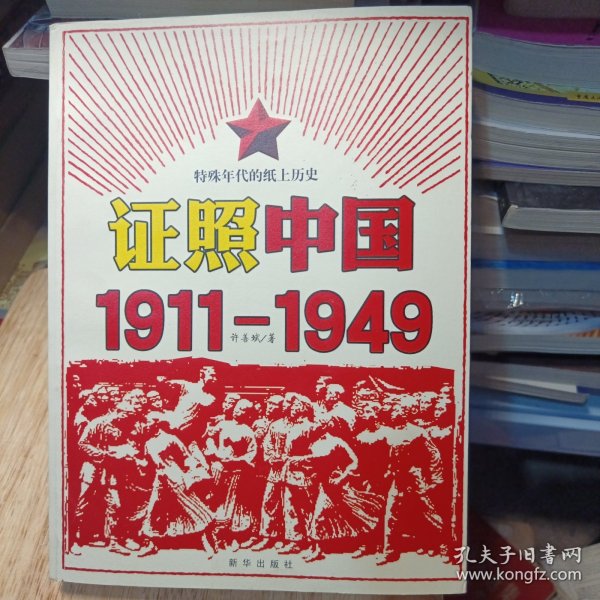 特殊年代的纸上历史
证照中国
1911-1949
许善斌/著
新华出版社
孔夫子旧书网
www.kongfz.com